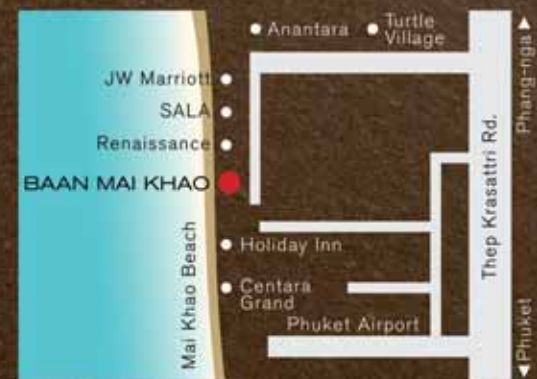 Anantara
Turtle
Village
JW Marriott
SALA
Renaissance
BAAN MAI KHAO
Holiday Inn
Centara
Grand
Phuket Airport
Mai Khao Beach
Thep Krasattri Rd.
Phang-nga
Phuket